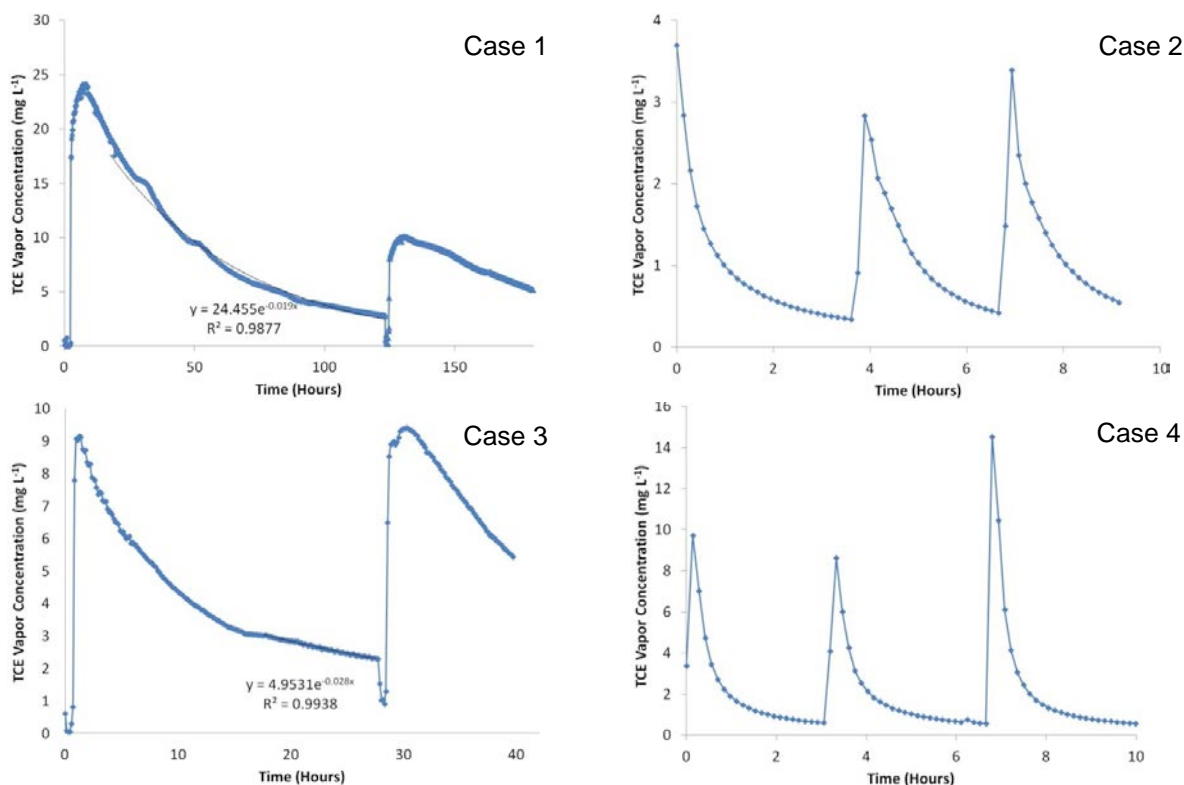 Case 1
TCE Vapor Concentration (mg L⁻¹)
30
25
20
15
10
5
0
y = 24.455e^-0.019x
R² = 0.9877
0 50 100 150
Time (Hours)
Case 2
TCE Vapor Concentration (mg L⁻¹)
4
3
2
1
0
0 2 4 6 8 10
Time (Hours)
Case 3
TCE Vapor Concentration (mg L⁻¹)
10
9
8
7
6
5
4
3
2
1
0
y = 4.9531e^-0.028x
R² = 0.9938
0 10 20 30 40
Time (Hours)
Case 4
TCE Vapor Concentration (mg L⁻¹)
16
14
12
10
8
6
4
2
0
0 2 4 6 8 10
Time (Hours)